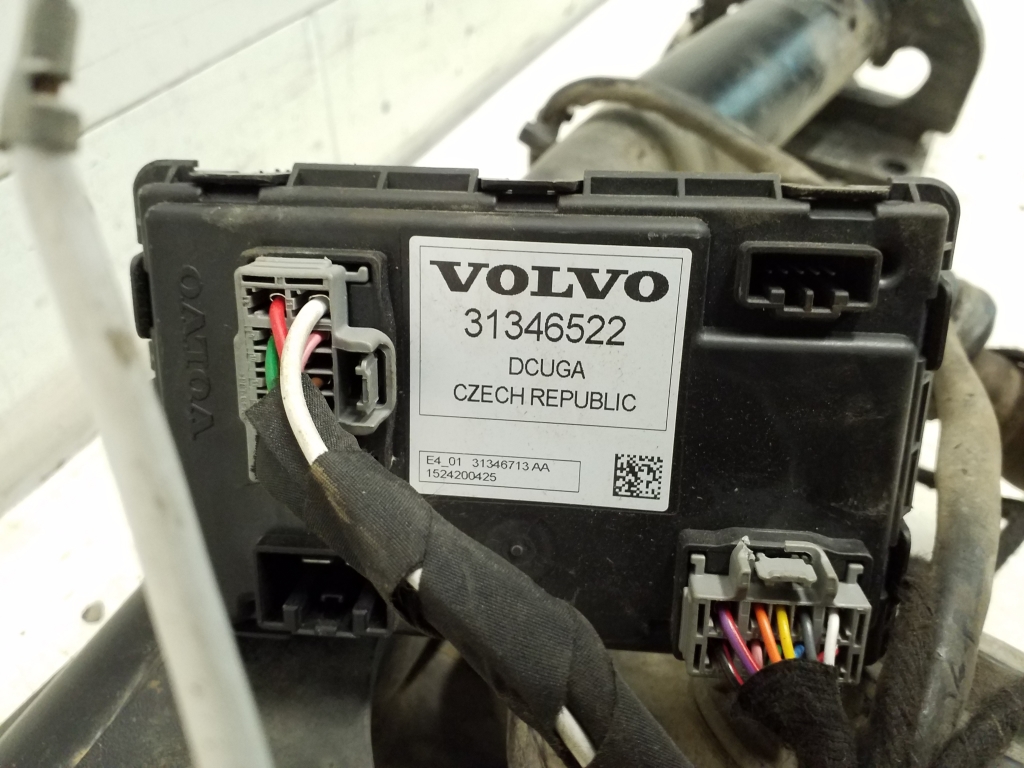 VOLVO
31346522
DCUGA
CZECH REPUBLIC
E4_01 31346713 AA
1524200425
VOLVO